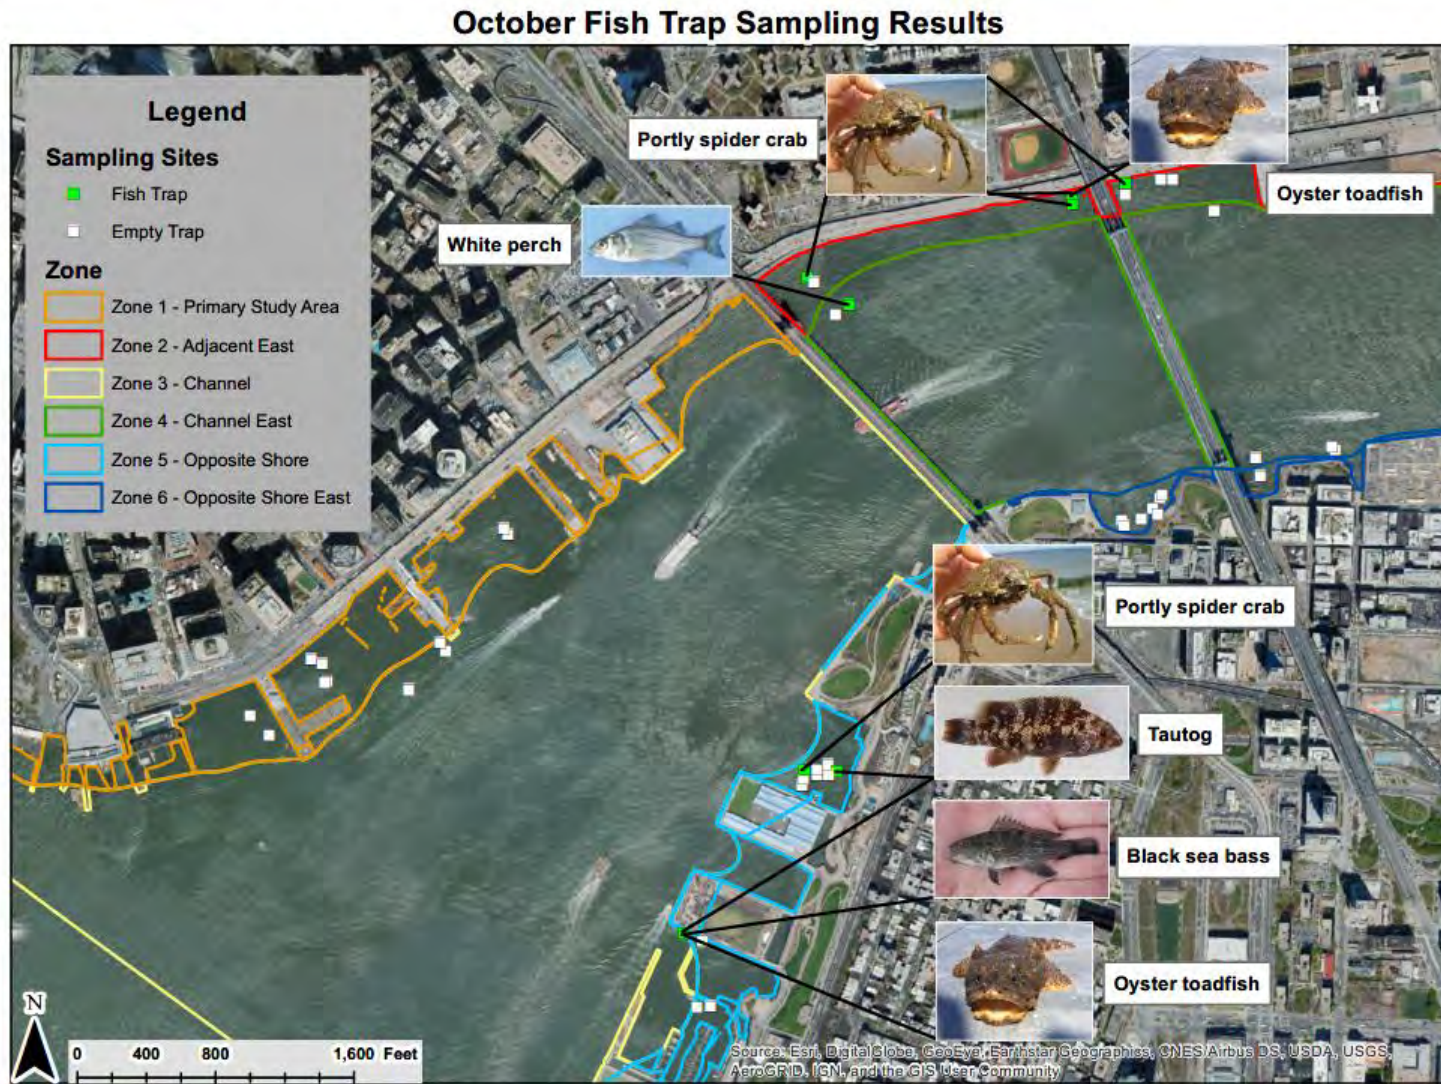 October Fish Trap Sampling Results
Legend
Sampling Sites
Fish Trap
Empty Trap
Zone
Zone 1 - Primary Study Area
Zone 2 - Adjacent East
Zone 3 - Channel
Zone 4 - Channel East
Zone 5 - Opposite Shore
Zone 6 - Opposite Shore East
Portly spider crab
Oyster toadfish
White perch
Portly spider crab
Tautog
Black sea bass
Oyster toadfish
N
0 400 800 1,600 Feet
Source: Esri, DigitalGlobe, GeoEye, Earthstar Geographics, CNES/Airbus DS, USDA, USGS,
AeroGRID, IGN, and the GIS User Community